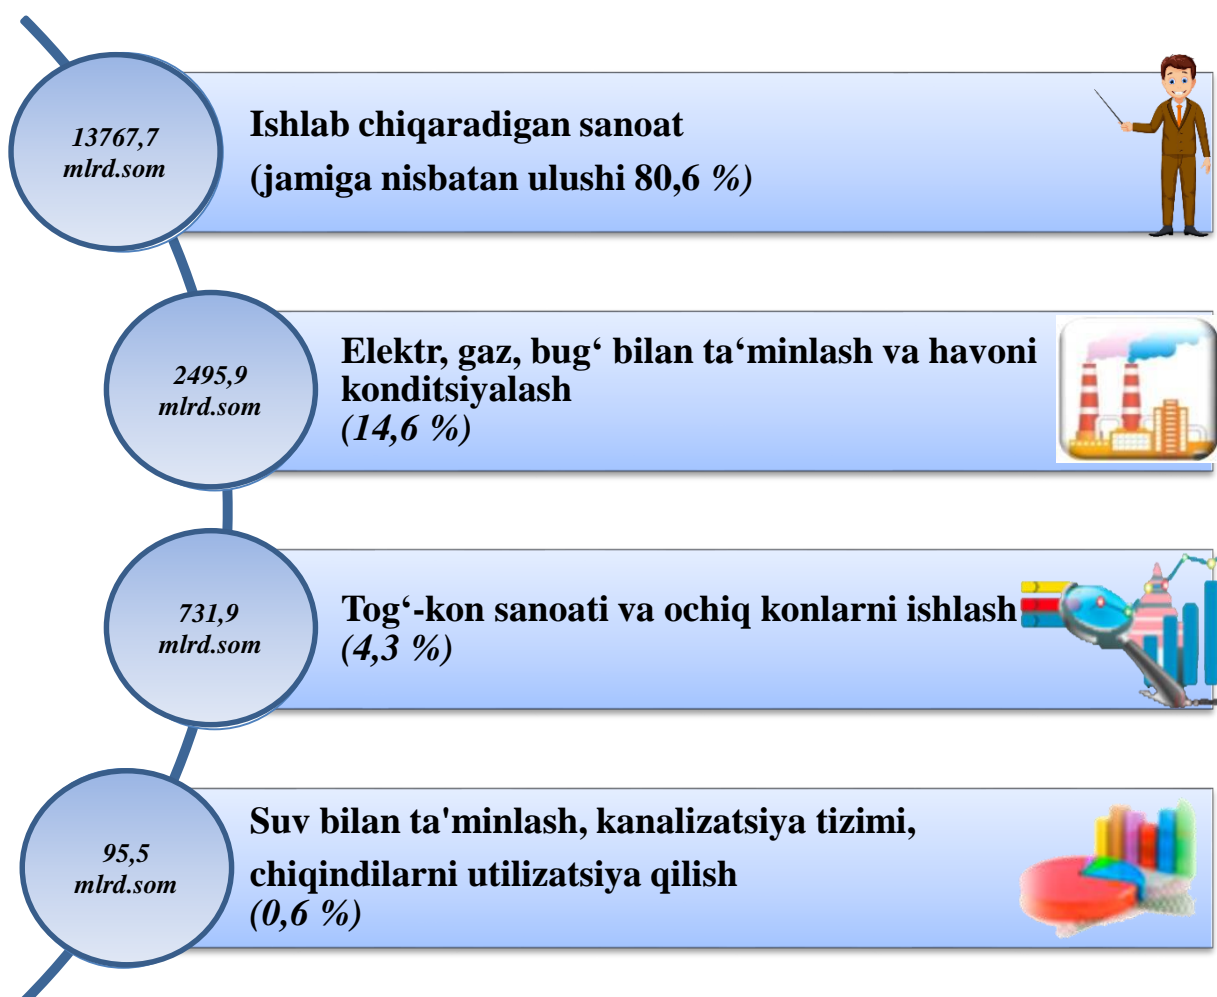 13767,7
mlrd.som
Ishlab chiqaradigan sanoat
(jamiga nisbatan ulushi 80,6 %)
2495,9
mlrd.som
Elektr, gaz, bug‘ bilan ta‘minlash va havoni
konditsiyalash
(14,6 %)
731,9
mlrd.som
Tog‘-kon sanoati va ochiq konlarni ishlash
(4,3 %)
95,5
mlrd.som
Suv bilan ta'minlash, kanalizatsiya tizimi,
chiqindilarni utilizatsiya qilish
(0,6 %)